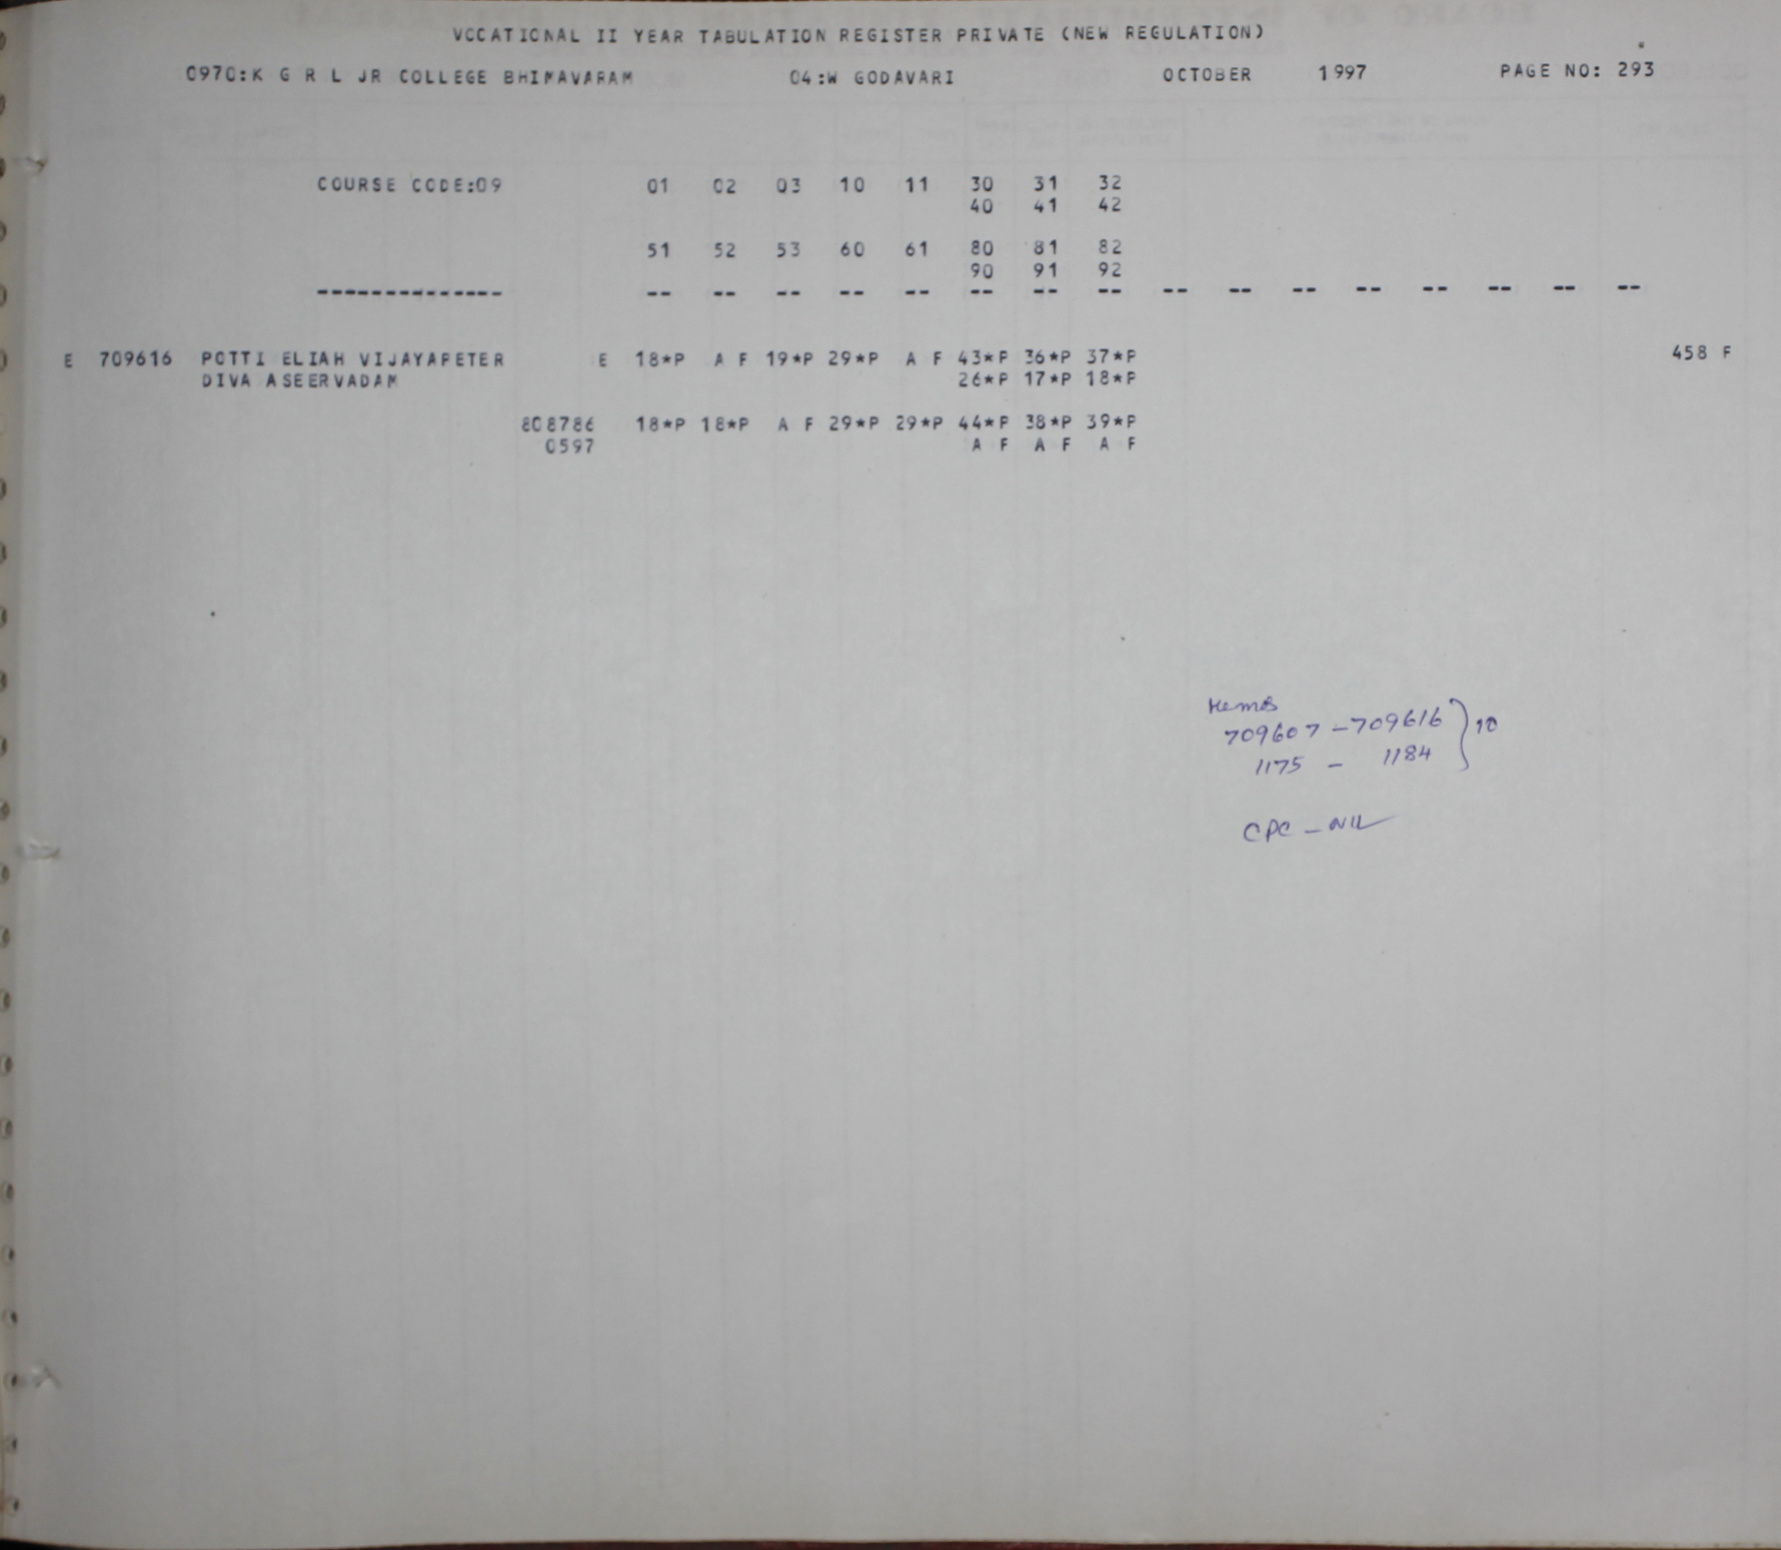 VOCATIONAL II YEAR TABULATION REGISTER PRIVATE (NEW REGULATION)
0970:K G R L JR COLLEGE BHIMAVARAM 04:W GODAVARI OCTOBER 1997 PAGE NO: 293
COURSE CODE:09 01 02 03 10 11 30 31 32
40 41 42
51 52 53 60 61 80 81 82
90 91 92
-------------- -- -- -- -- -- -- -- -- -- -- -- -- -- -- -- --
E 709616 POTTI ELIAH VIJAYAPETER E 18*P A F 19*P 29*P A F 43*P 36*P 37*P 458 F
DIVA ASEERVADAM 26*P 17*P 18*P
808786 18*P 18*P A F 29*P 29*P 44*P 38*P 39*P
0597 A F A F A F
709607 - 709616 } 10
1175 - 1184
CPC - NIL